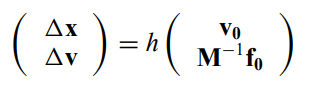 ( Δx Δv ) = h ( v₀ M⁻¹f₀ )